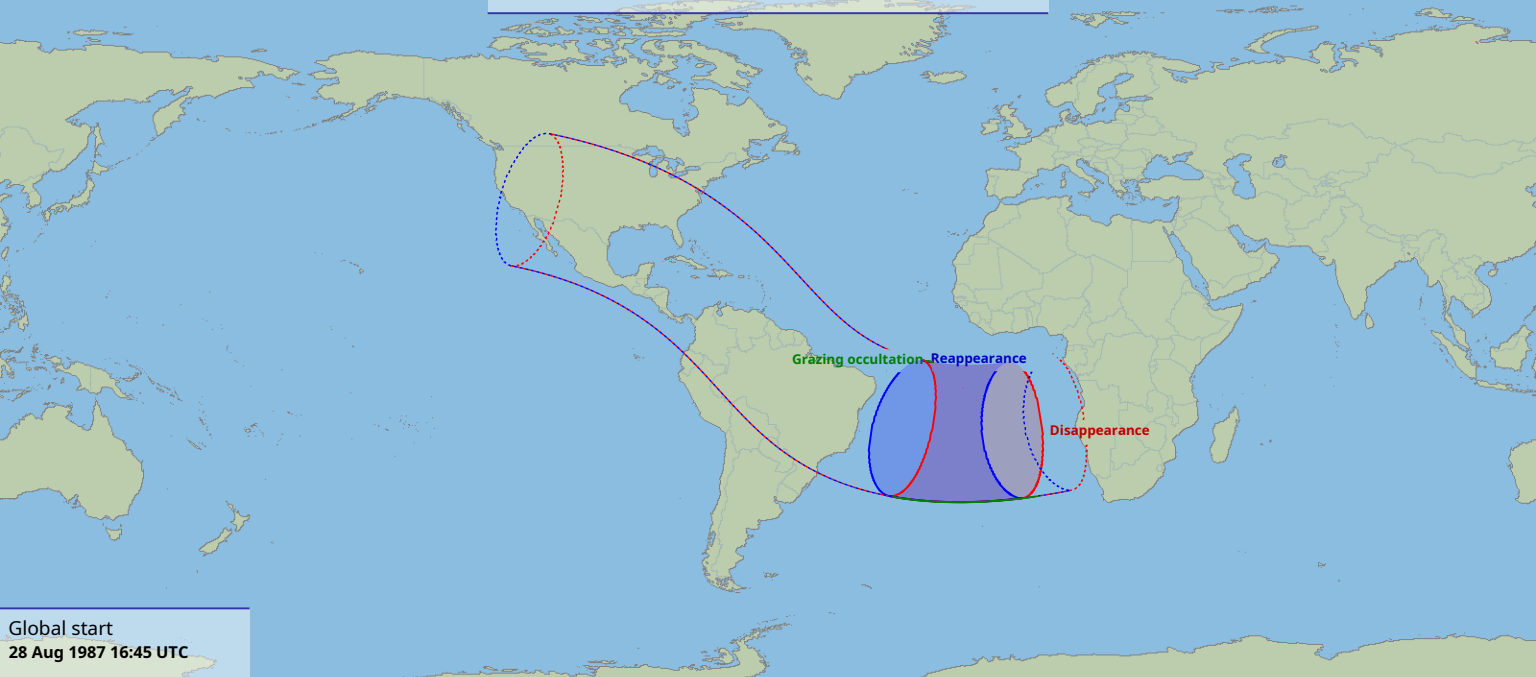 Grazing occultation
Reappearance
Disappearance
Global start
28 Aug 1987 16:45 UTC